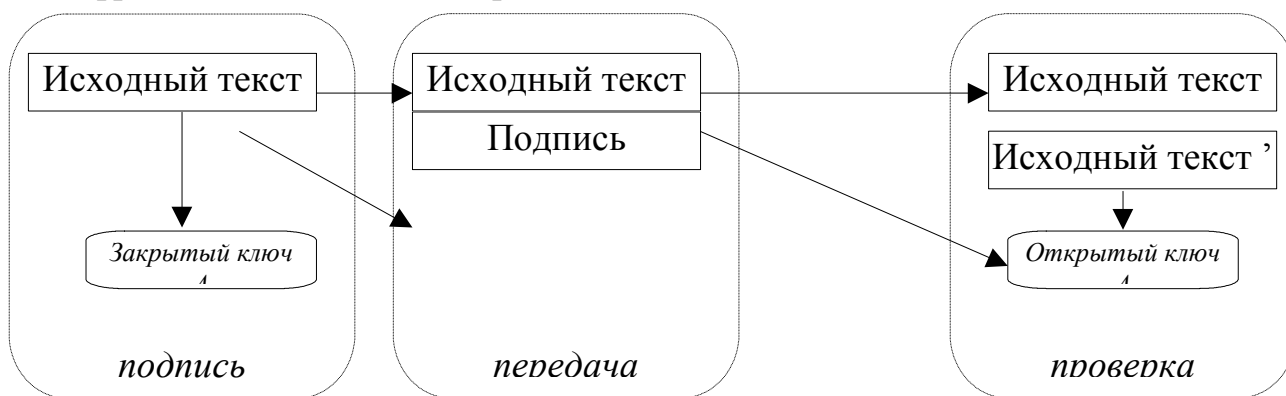 Исходный текст
Закрытый ключ
подпись
Исходный текст
Подпись
передача
Исходный текст
Исходный текст ’
Открытый ключ
проверка